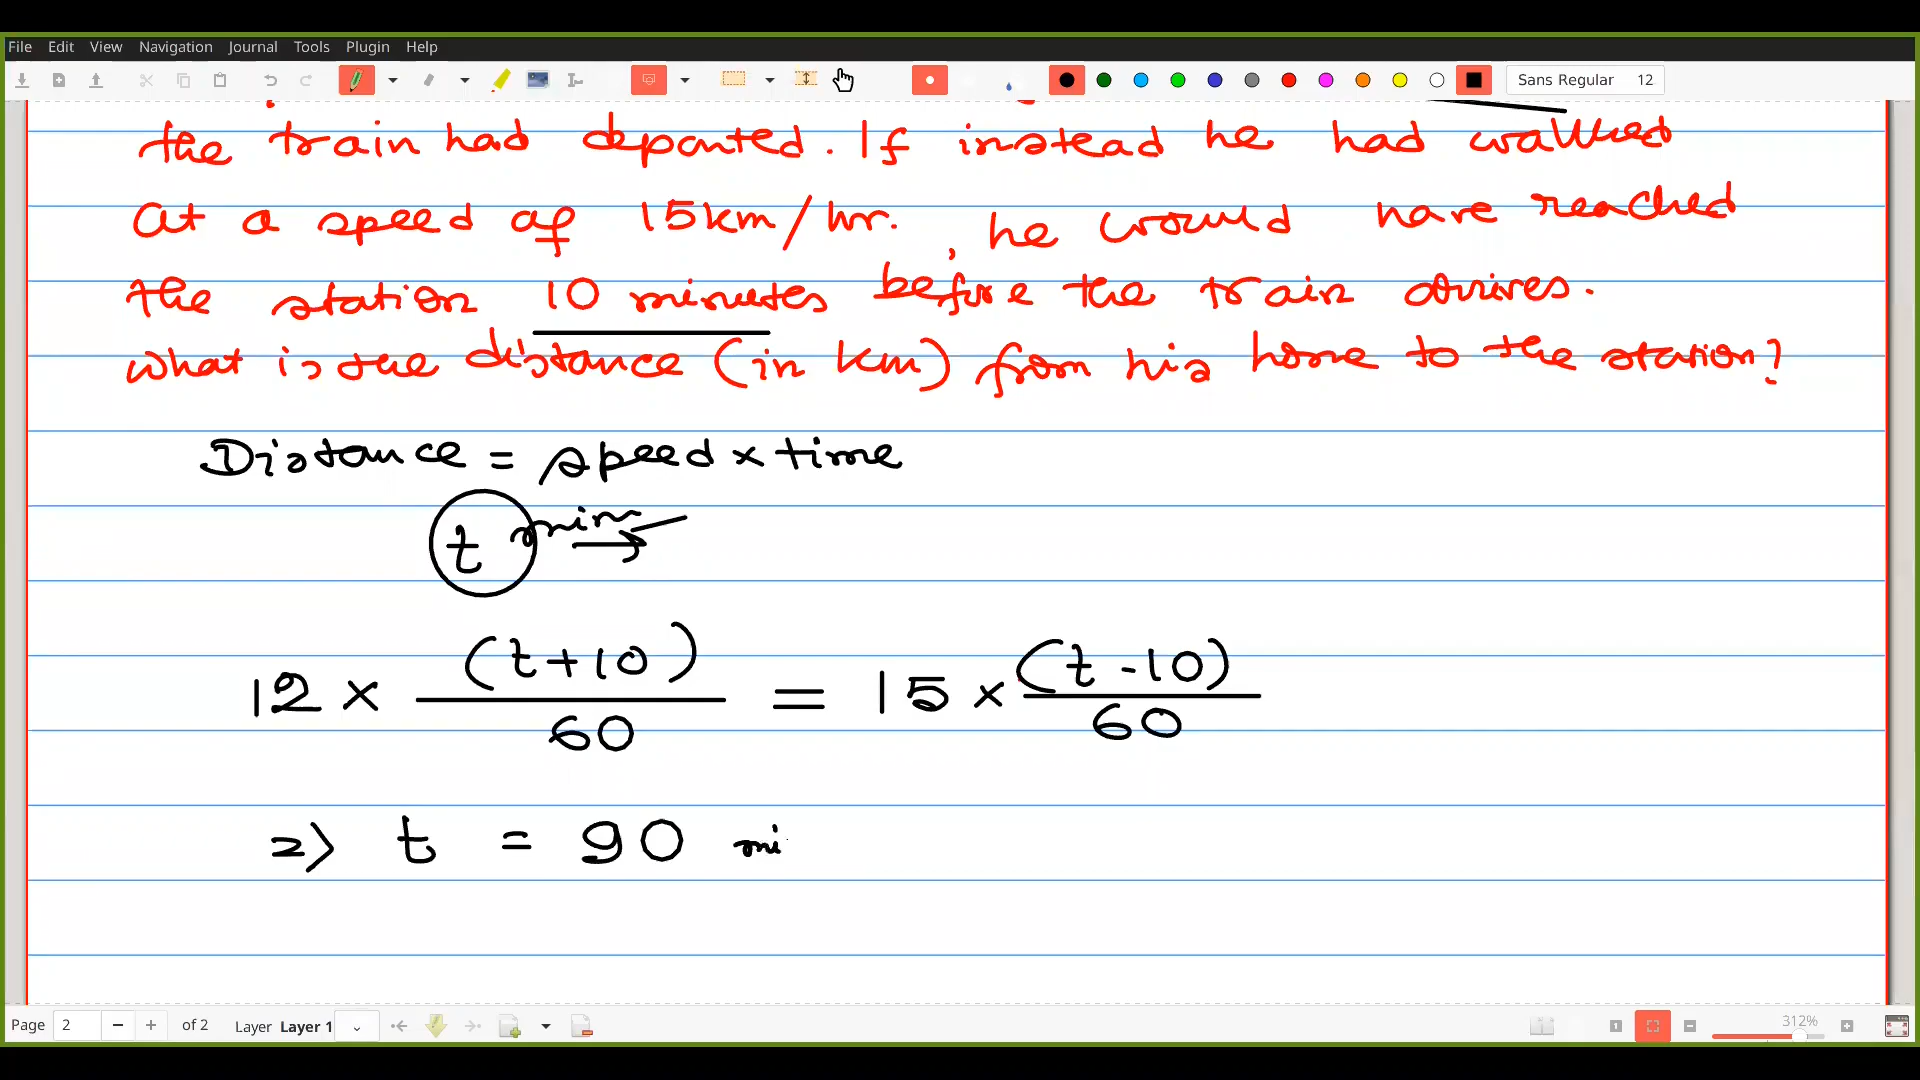 File Edit View Navigation Journal Tools Plugin Help
Sans Regular 12
the train had departed. If instead he had walked
at a speed of 15km/hr. , he would have reached
the station 10 minutes before the train arrives.
what is the distance (in km) from his home to the station?
Distance = speed × time
t min →
12 × (t+10)/60 = 15 × (t-10)/60
=> t = 90 mi
Page 2 of 2 Layer Layer 1 312%